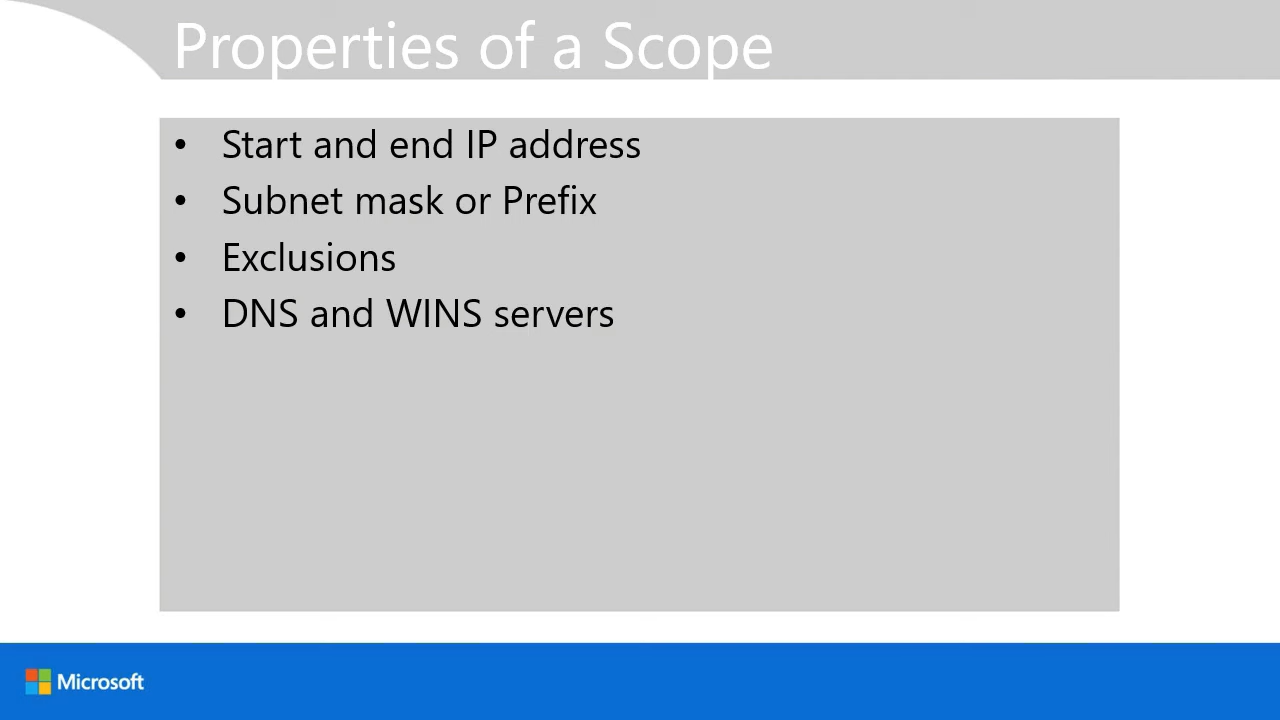 Properties of a Scope
• Start and end IP address
• Subnet mask or Prefix
• Exclusions
• DNS and WINS servers
Microsoft